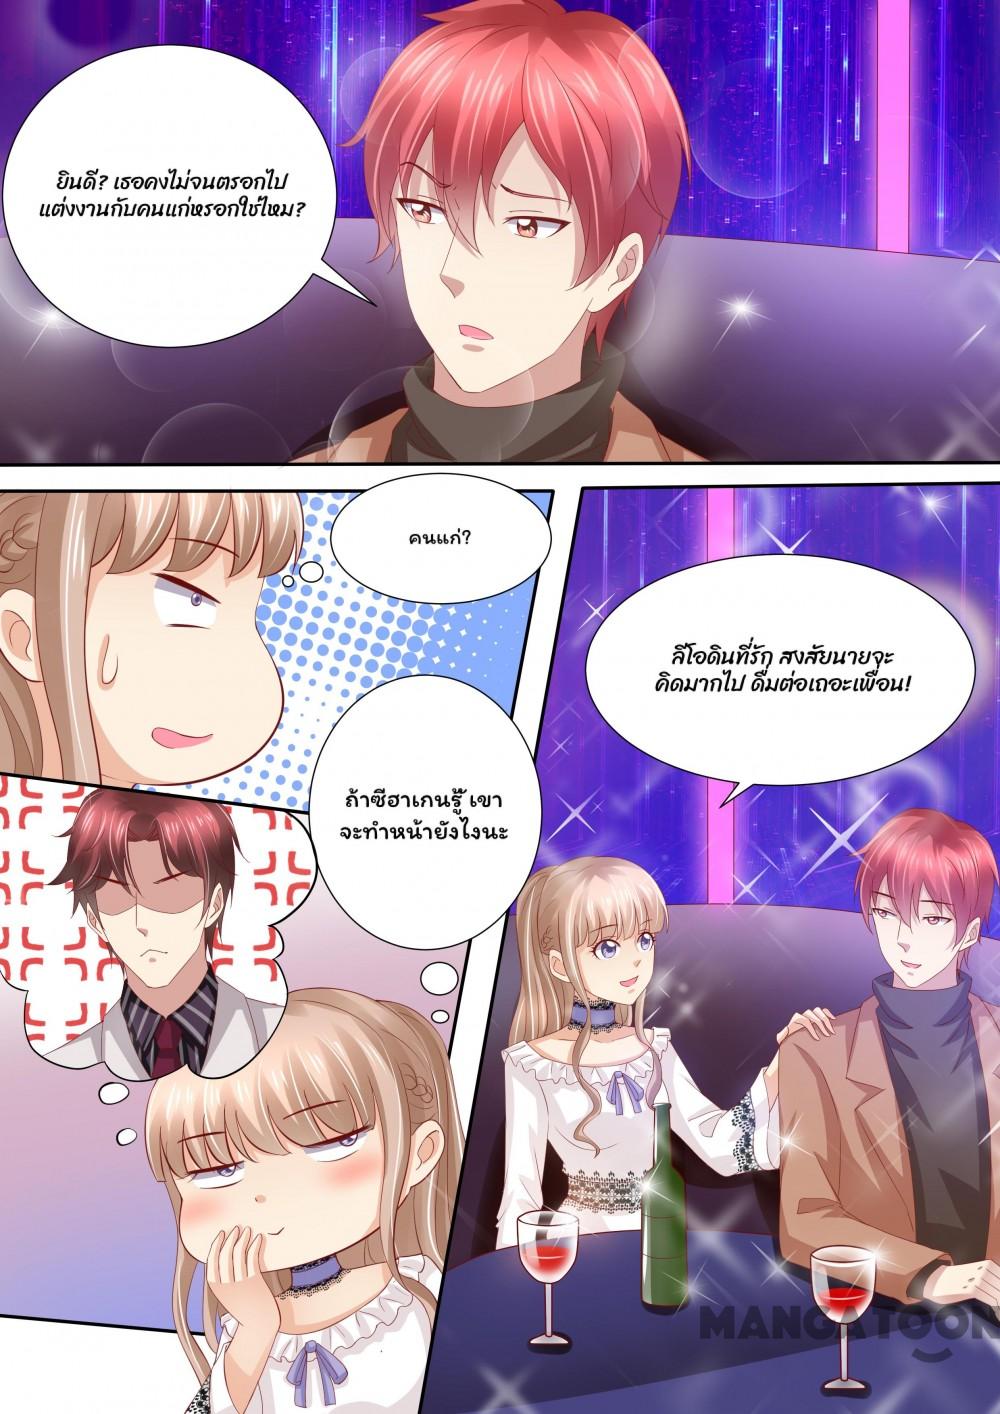 ยินดี? เธอคงไม่จนตรอกไป
แต่งงานกับคนแก่หรอกใช่ไหม?
คนแก่?
ลีโอดินที่รัก สงสัยนายจะ
คิดมากไป ดื่มต่อเถอะเพื่อน!
ถ้าซีฮาเกนรู้ เขา
จะทำหน้ายังไงนะ
MANGATOON